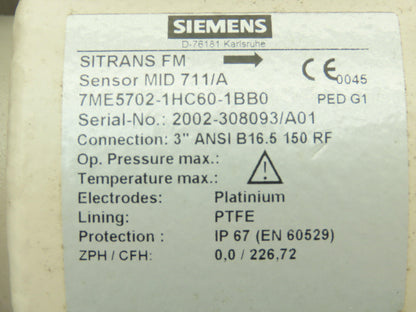 SIEMENS
D-76181 Karlsruhe
SITRANS FM
Sensor MID 711/A
CE 0045
7ME5702-1HC60-1BB0 PED G1
Serial-No.: 2002-308093/A01
Connection: 3" ANSI B16.5 150 RF
Op. Pressure max.:
Temperature max.:
Electrodes: Platinium
Lining: PTFE
Protection : IP 67 (EN 60529)
ZPH / CFH: 0,0 / 226,72